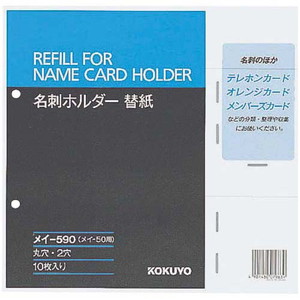 REFILL FOR
NAME CARD HOLDER
名刺ホルダー 替紙
メイ-590 (メイ・50用)
丸穴・2穴
10枚入り
KOKUYO
名刺のほか
テレホンカード
オレンジカード
メンバーズカード
などの分類・整理や収集
にお使いください。